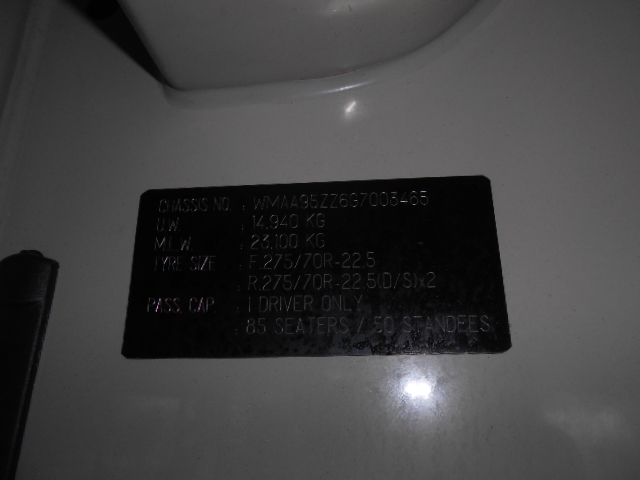 CHASSIS NO. : WMAA95ZZ6G7003465
U.W. : 14,940 KG
M.L.W. : 23,100 KG
TYRE SIZE : F.275/70R-22.5
: R.275/70R-22.5(D/S)x2
PASS. CAP. : 1 DRIVER ONLY
: 85 SEATERS / 50 STANDEES